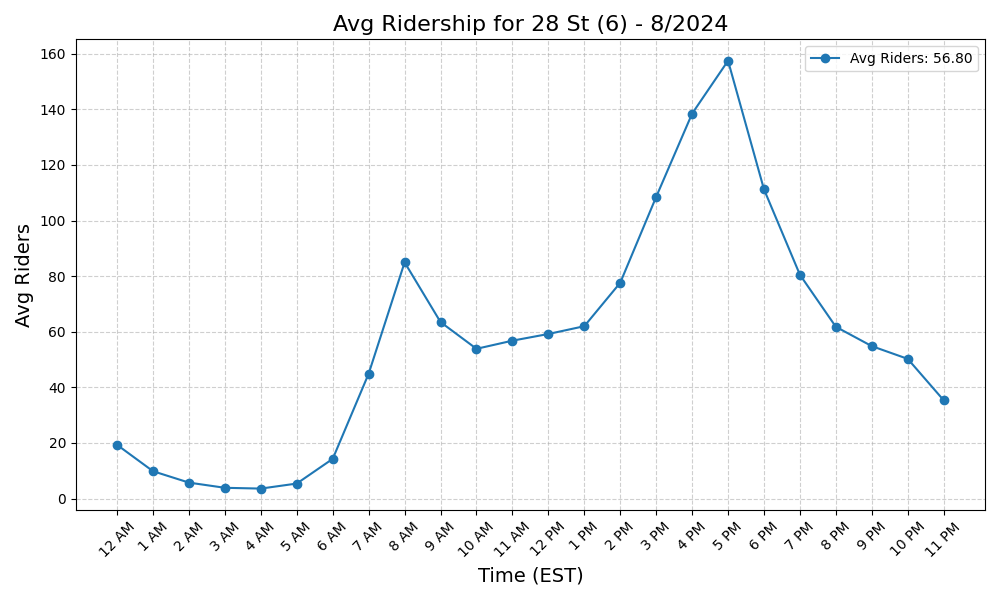 Avg Ridership for 28 St (6) - 8/2024
Avg Riders: 56.80
Avg Riders
160
140
120
100
80
60
40
20
0
12 AM
1 AM
2 AM
3 AM
4 AM
5 AM
6 AM
7 AM
8 AM
9 AM
10 AM
11 AM
12 PM
1 PM
2 PM
3 PM
4 PM
5 PM
6 PM
7 PM
8 PM
9 PM
10 PM
11 PM
Time (EST)